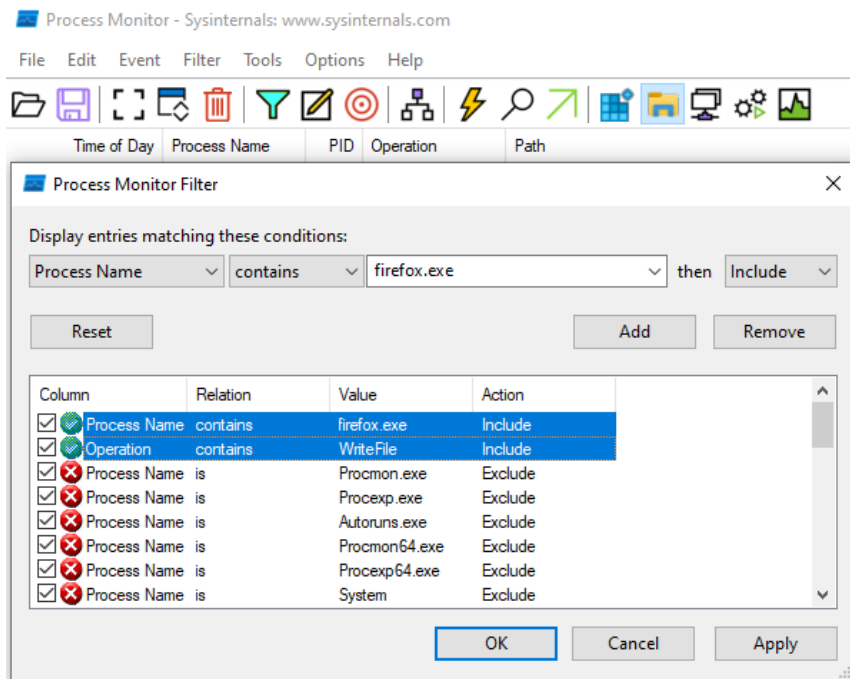 Process Monitor - Sysinternals: www.sysinternals.com
File Edit Event Filter Tools Options Help
Time of Day Process Name PID Operation Path
Process Monitor Filter
Display entries matching these conditions:
Process Name contains firefox.exe then Include
Reset Add Remove
Column Relation Value Action
Process Name contains firefox.exe Include
Operation contains WriteFile Include
Process Name is Procmon.exe Exclude
Process Name is Procexp.exe Exclude
Process Name is Autoruns.exe Exclude
Process Name is Procmon64.exe Exclude
Process Name is Procexp64.exe Exclude
Process Name is System Exclude
OK Cancel Apply